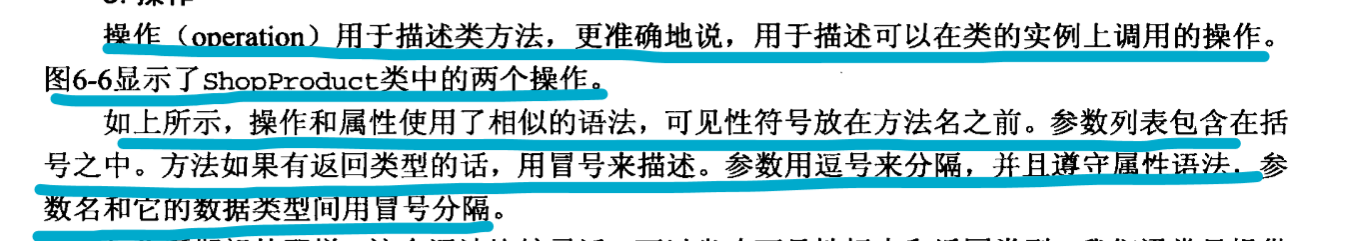 3. 操作
操作（operation）用于描述类方法，更准确地说，用于描述可以在类的实例上调用的操作。
图6-6显示了ShopProduct类中的两个操作。
如上所示，操作和属性使用了相似的语法，可见性符号放在方法名之前。参数列表包含在括
号之中。方法如果有返回类型的话，用冒号来描述。参数用逗号来分隔，并且遵守属性语法，参
数名和它的数据类型间用冒号分隔。